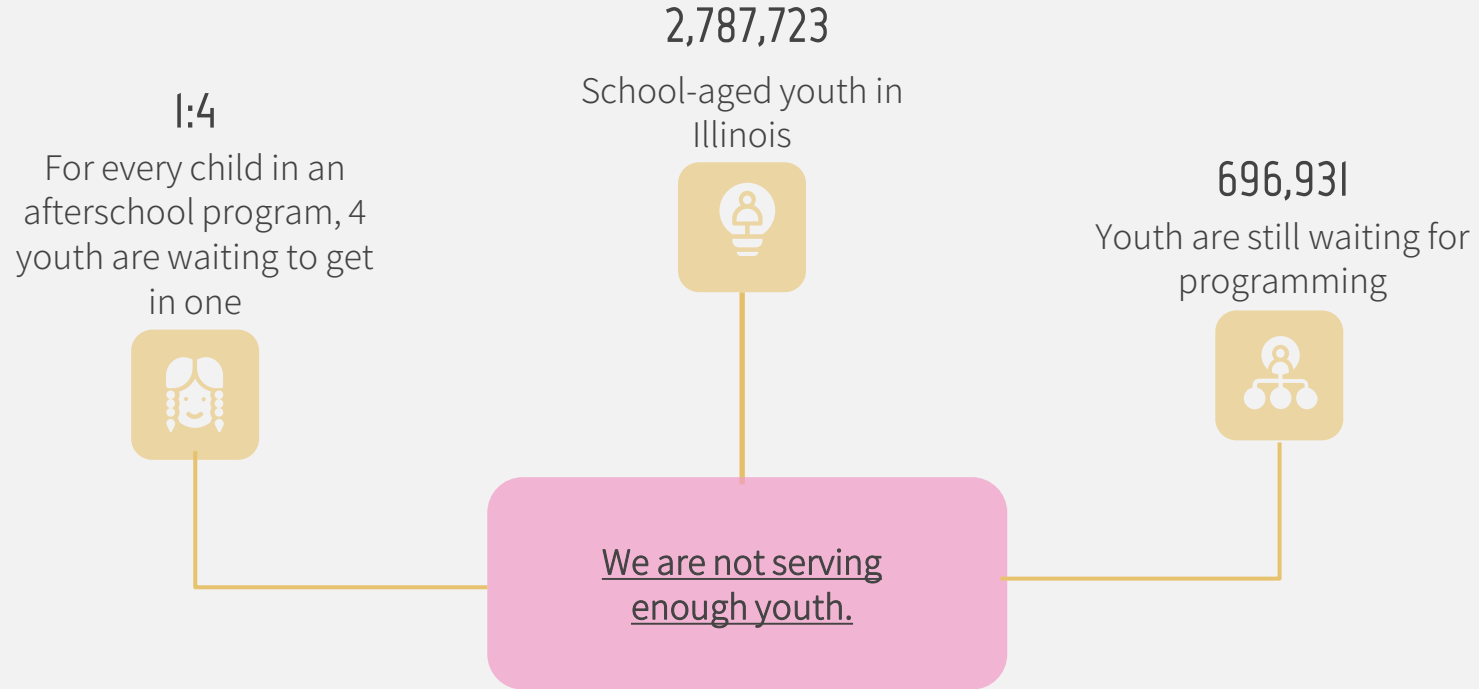 1:4
For every child in an
afterschool program, 4
youth are waiting to get
in one
2,787,723
School-aged youth in
Illinois
696,931
Youth are still waiting for
programming
We are not serving
enough youth.